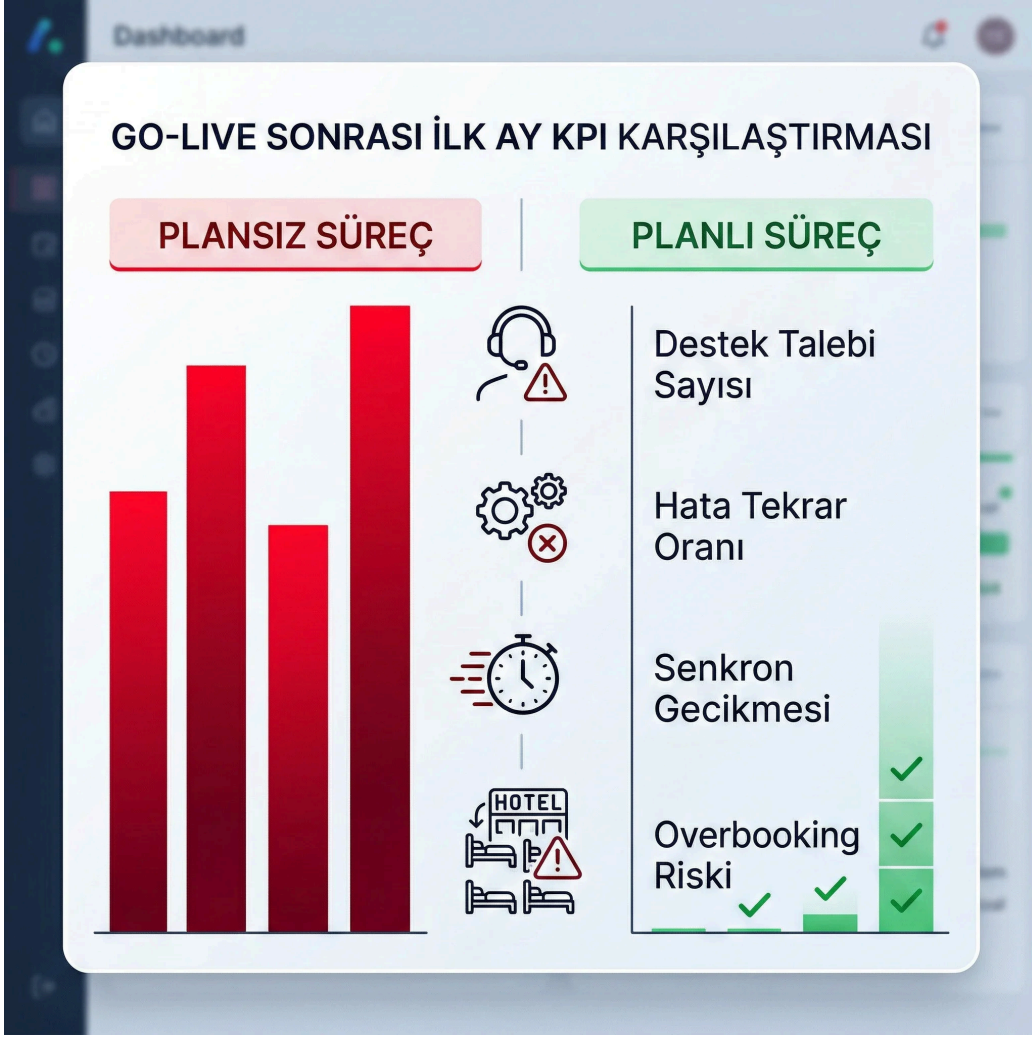 Dashboard
GO-LIVE SONRASI İLK AY KPI KARŞILAŞTIRMASI
PLANSIZ SÜREÇ
PLANLI SÜREÇ
Destek Talebi
Sayısı
Hata Tekrar
Oranı
Senkron
Gecikmesi
HOTEL
Overbooking
Riski